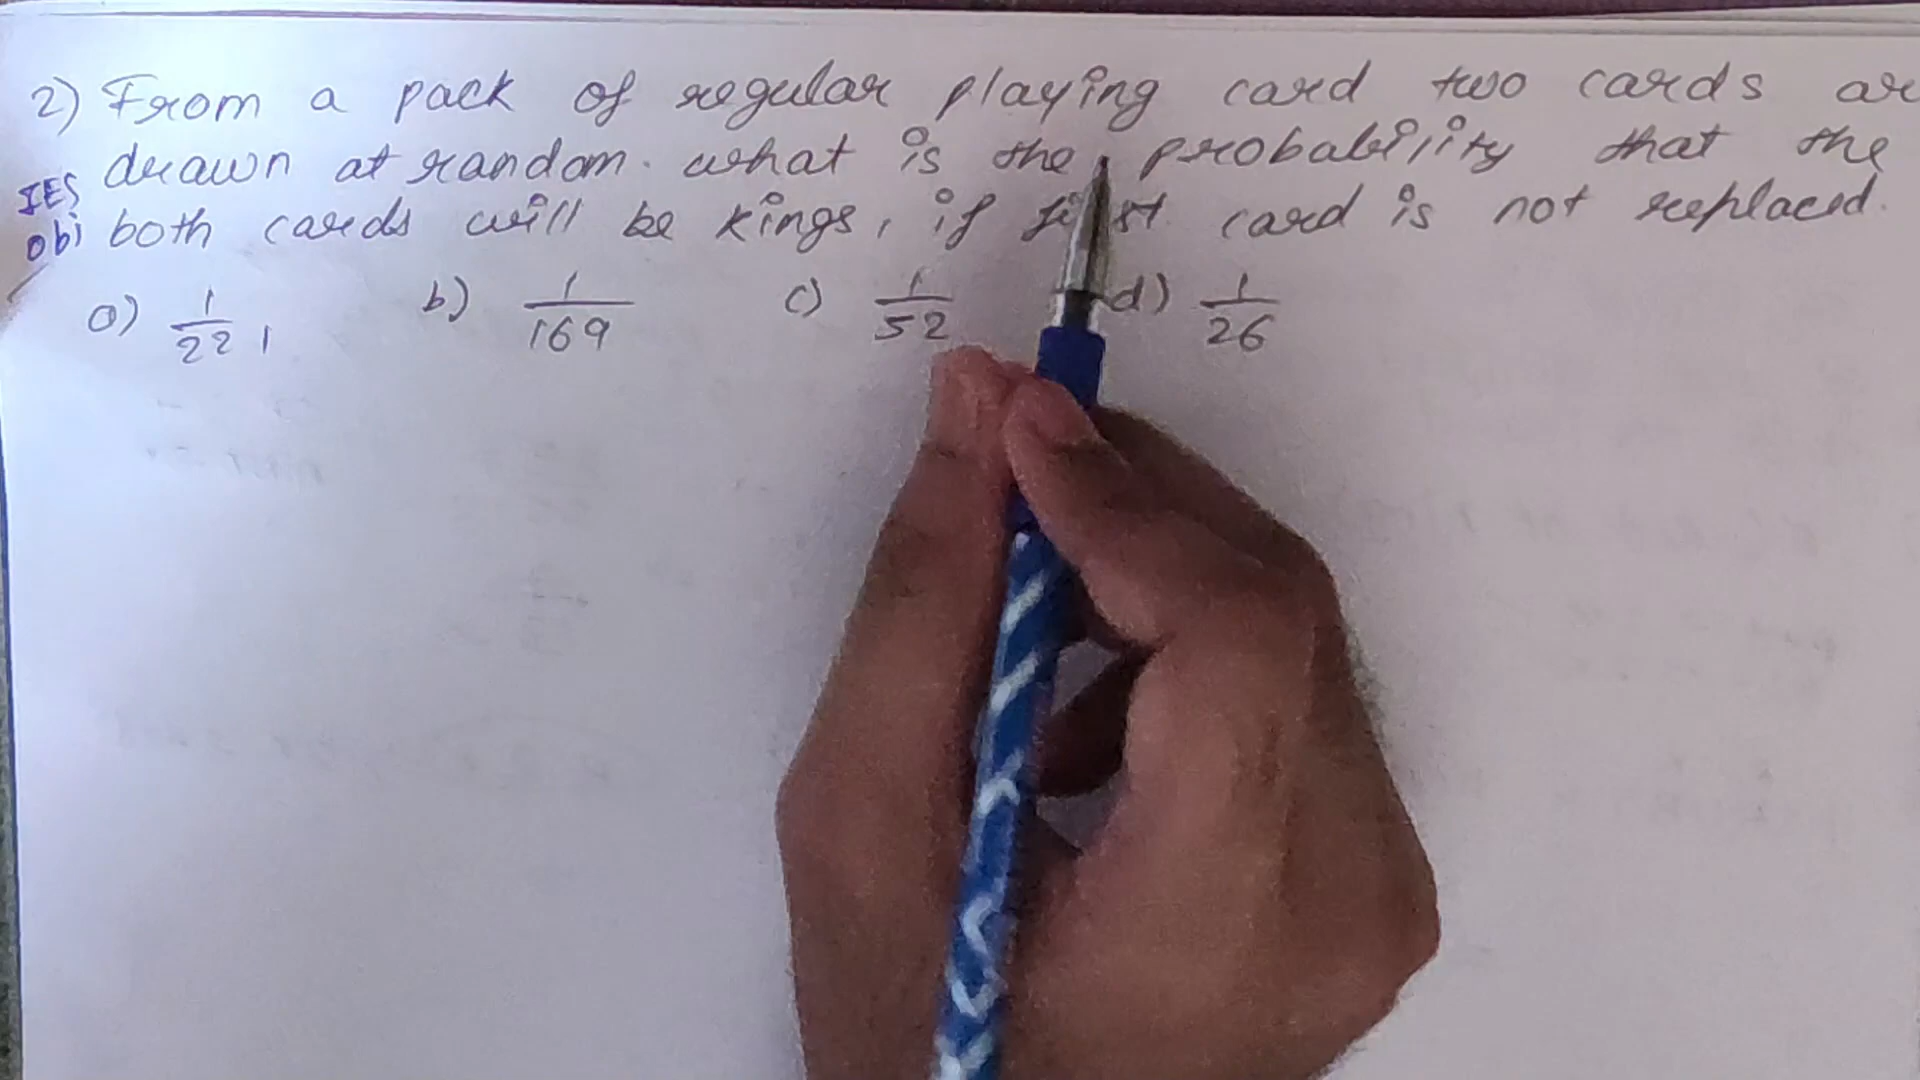 2) From a pack of regular playing card two cards ar
drawn at random. what is the probability that the
IES
both cards will be kings, if first card is not replaced.
obj
a) 1/221 b) 1/169 c) 1/52 d) 1/26